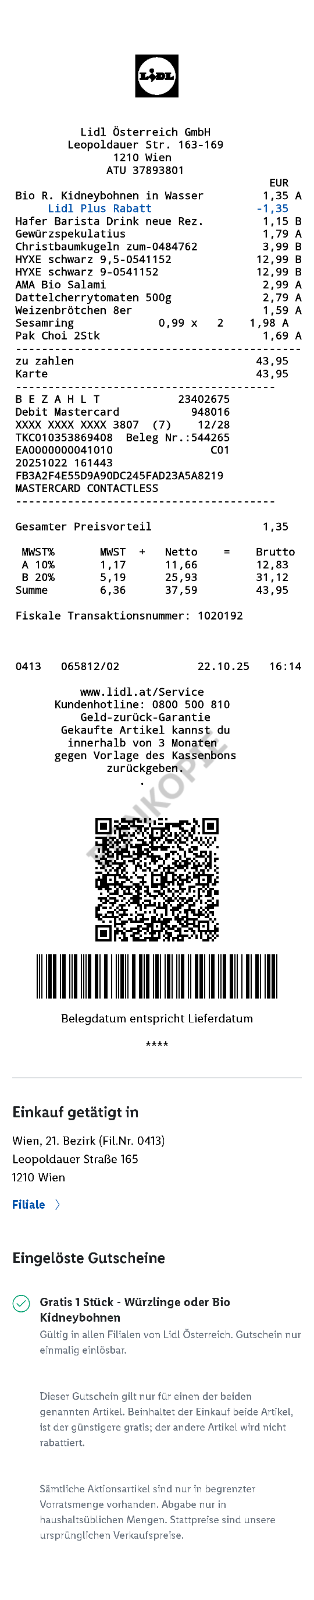 LIDL
Lidl Österreich GmbH
Leopoldauer Str. 163-169
1210 Wien
ATU 37893801
EUR
Bio R. Kidneybohnen in Wasser 1,35 A
Lidl Plus Rabatt -1,35
Hafer Barista Drink neue Rez. 1,15 B
Gewürzspekulatius 1,79 A
Christbaumkugeln zum-0484762 3,99 B
HYXE schwarz 9,5-0541152 12,99 B
HYXE schwarz 9-0541152 12,99 B
AMA Bio Salami 2,99 A
Dattelcherrytomaten 500g 2,79 A
Weizenbrötchen 8er 1,59 A
Sesamring 0,99 x 2 1,98 A
Pak Choi 2Stk 1,69 A
--------------------------------------------
zu zahlen 43,95
Karte 43,95
----------------------------------------
B E Z A H L T 23402675
Debit Mastercard 948016
XXXX XXXX XXXX 3807 (7) 12/28
TKC010353869408 Beleg Nr.:544265
EA0000000041010 C01
20251022 161443
FB3A2F4E55D9A90DC245FAD23A5A8219
MASTERCARD CONTACTLESS
----------------------------------------
Gesamter Preisvorteil 1,35
MWST% MWST + Netto = Brutto
A 10% 1,17 11,66 12,83
B 20% 5,19 25,93 31,12
Summe 6,36 37,59 43,95
Fiskale Transaktionsnummer: 1020192
0413 065812/02 22.10.25 16:14
www.lidl.at/Service
Kundenhotline: 0800 500 810
Geld-zurück-Garantie
Gekaufte Artikel kannst du
innerhalb von 3 Monaten
gegen Vorlage des Kassenbons
zurückgeben.
.
Belegdatum entspricht Lieferdatum
****
Einkauf getätigt in
Wien, 21. Bezirk (Fil.Nr. 0413)
Leopoldauer Straße 165
1210 Wien
Filiale >
Eingelöste Gutscheine
Gratis 1 Stück - Würzlinge oder Bio
Kidneybohnen
Gültig in allen Filialen von Lidl Österreich. Gutschein nur
einmalig einlösbar.
Dieser Gutschein gilt nur für einen der beiden
genannten Artikel. Beinhaltet der Einkauf beide Artikel,
ist der günstigere gratis; der andere Artikel wird nicht
rabattiert.
Sämtliche Aktionsartikel sind nur in begrenzter
Vorratsmenge vorhanden. Abgabe nur in
haushaltsüblichen Mengen. Stattpreise sind unsere
ursprünglichen Verkaufspreise.